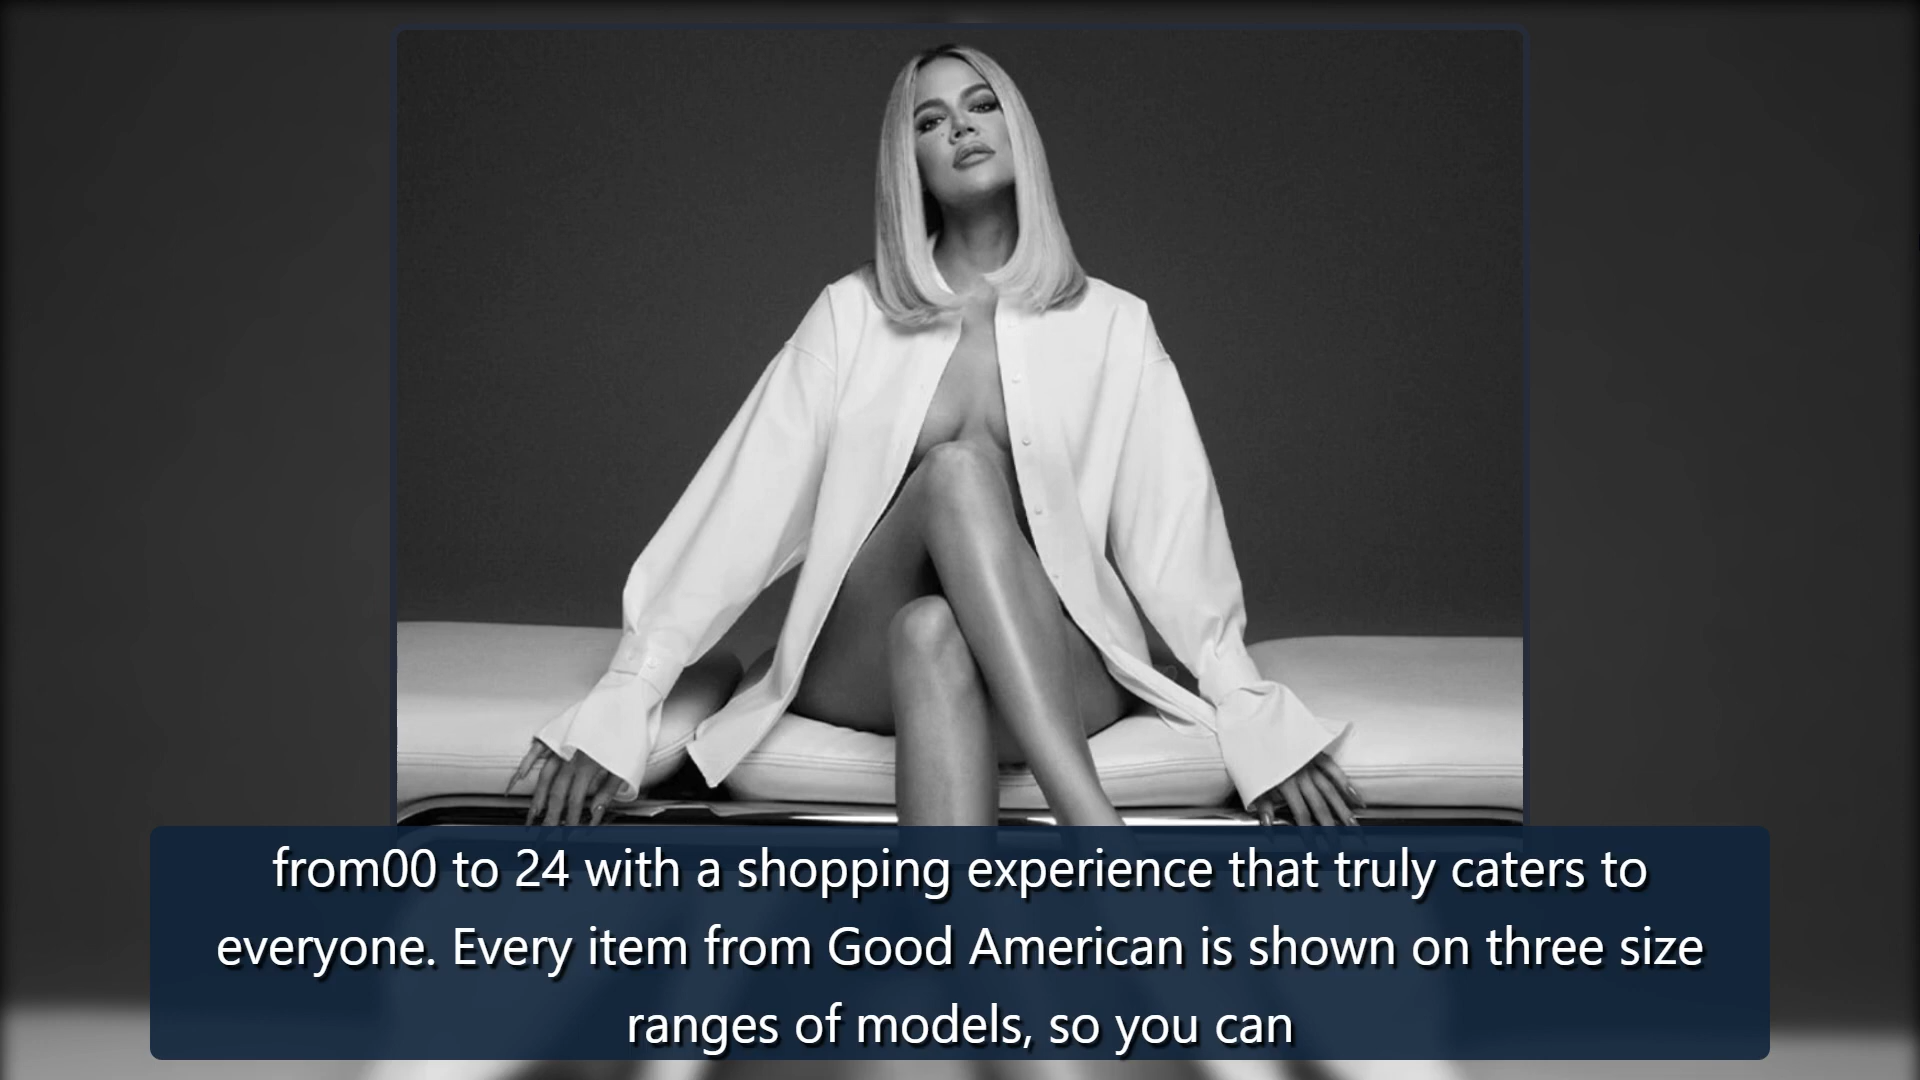 from00 to 24 with a shopping experience that truly caters to
everyone. Every item from Good American is shown on three size
ranges of models, so you can